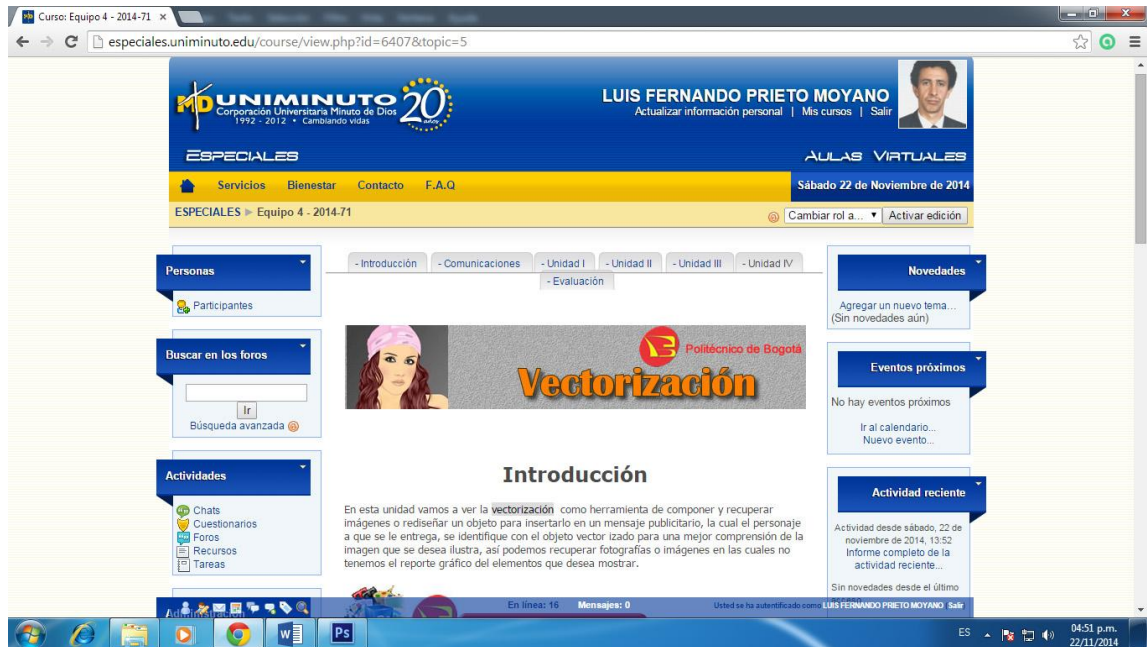 Curso: Equipo 4 - 2014-71
especiales.uniminuto.edu/course/view.php?id=6407&topic=5
UNIMINUTO
Corporación Universitaria Minuto de Dios
1992 - 2012 • Cambiando vidas
20
años
LUIS FERNANDO PRIETO MOYANO
Actualizar información personal | Mis cursos | Salir
ESPECIALES
AULAS VIRTUALES
Servicios Bienestar Contacto F.A.Q
Sábado 22 de Noviembre de 2014
ESPECIALES ► Equipo 4 - 2014-71
Cambiar rol a... Activar edición
Personas
Participantes
Buscar en los foros
Ir
Búsqueda avanzada
Actividades
Chats
Cuestionarios
Foros
Recursos
Tareas
Administración
- Introducción - Comunicaciones - Unidad I - Unidad II - Unidad III - Unidad IV
- Evaluación
Politécnico de Bogotá
Vectorización
Introducción
En esta unidad vamos a ver la vectorización como herramienta de componer y recuperar
imágenes o rediseñar un objeto para insertarlo en un mensaje publicitario, la cual el personaje
a que se le entrega, se identifique con el objeto vector izado para una mejor comprensión de la
imagen que se desea ilustra, así podemos recuperar fotografías o imágenes en las cuales no
tenemos el reporte gráfico del elementos que desea mostrar.
Novedades
Agregar un nuevo tema...
(Sin novedades aún)
Eventos próximos
No hay eventos próximos
Ir al calendario...
Nuevo evento...
Actividad reciente
Actividad desde sábado, 22 de
noviembre de 2014, 13:52
Informe completo de la
actividad reciente...
Sin novedades desde el último
En línea: 16 Mensajes: 0 Usted se ha autentificado como LUIS FERNANDO PRIETO MOYANO Salir
W
Ps
ES
04:51 p.m.
22/11/2014